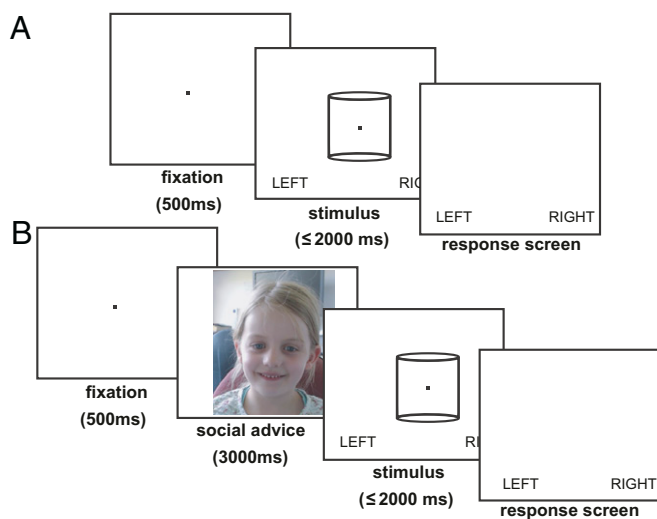 A
fixation
(500ms)
LEFT RIG
stimulus
(≤ 2000 ms)
LEFT RIGHT
response screen
B
fixation
(500ms)
social advice
(3000ms)
LEFT RI
stimulus
(≤ 2000 ms)
LEFT RIGHT
response screen